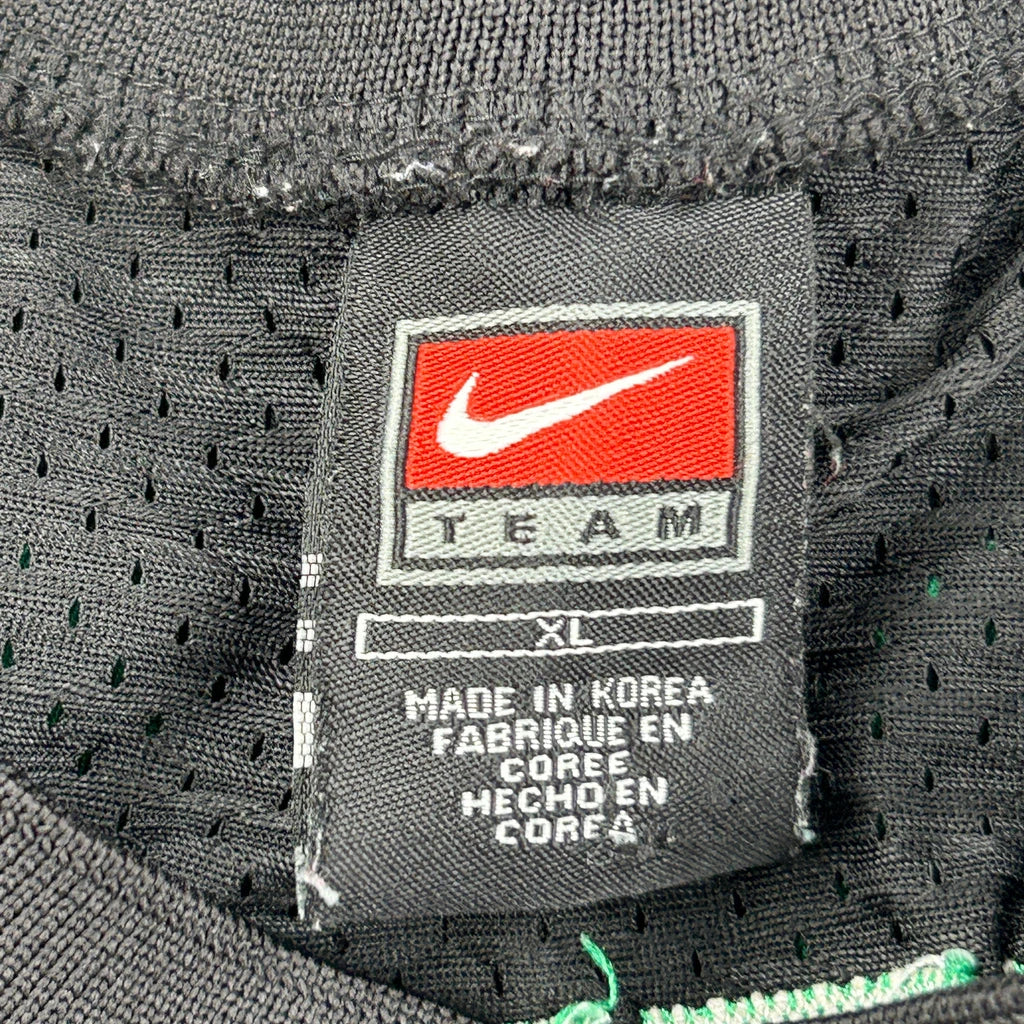 TEAM
XL
MADE IN KOREA
FABRIQUE EN
COREE
HECHO EN
COREA